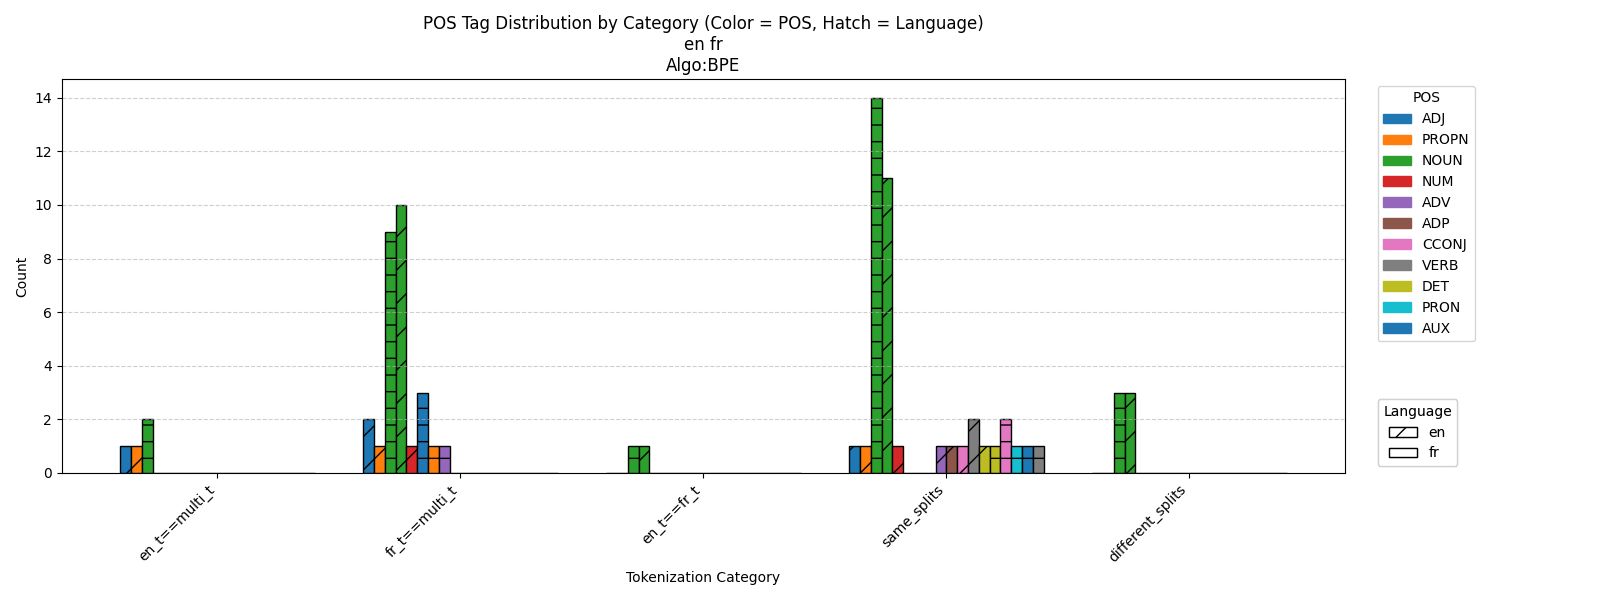 POS Tag Distribution by Category (Color = POS, Hatch = Language)
en fr
Algo:BPE
Count
14
12
10
8
6
4
2
0
en_t==multi_t
fr_t==multi_t
en_t==fr_t
same_splits
different_splits
Tokenization Category
POS
ADJ
PROPN
NOUN
NUM
ADV
ADP
CCONJ
VERB
DET
PRON
AUX
Language
en
fr